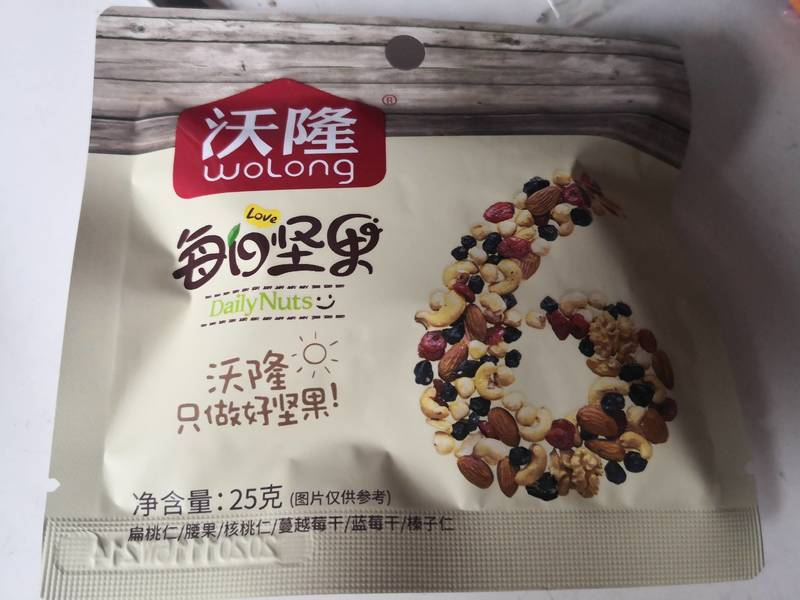 沃隆®
wolong
Love
每日坚果
Daily Nuts
沃隆
只做好坚果!
净含量:25克 (图片仅供参考)
扁桃仁/腰果/核桃仁/蔓越莓干/蓝莓干/榛子仁